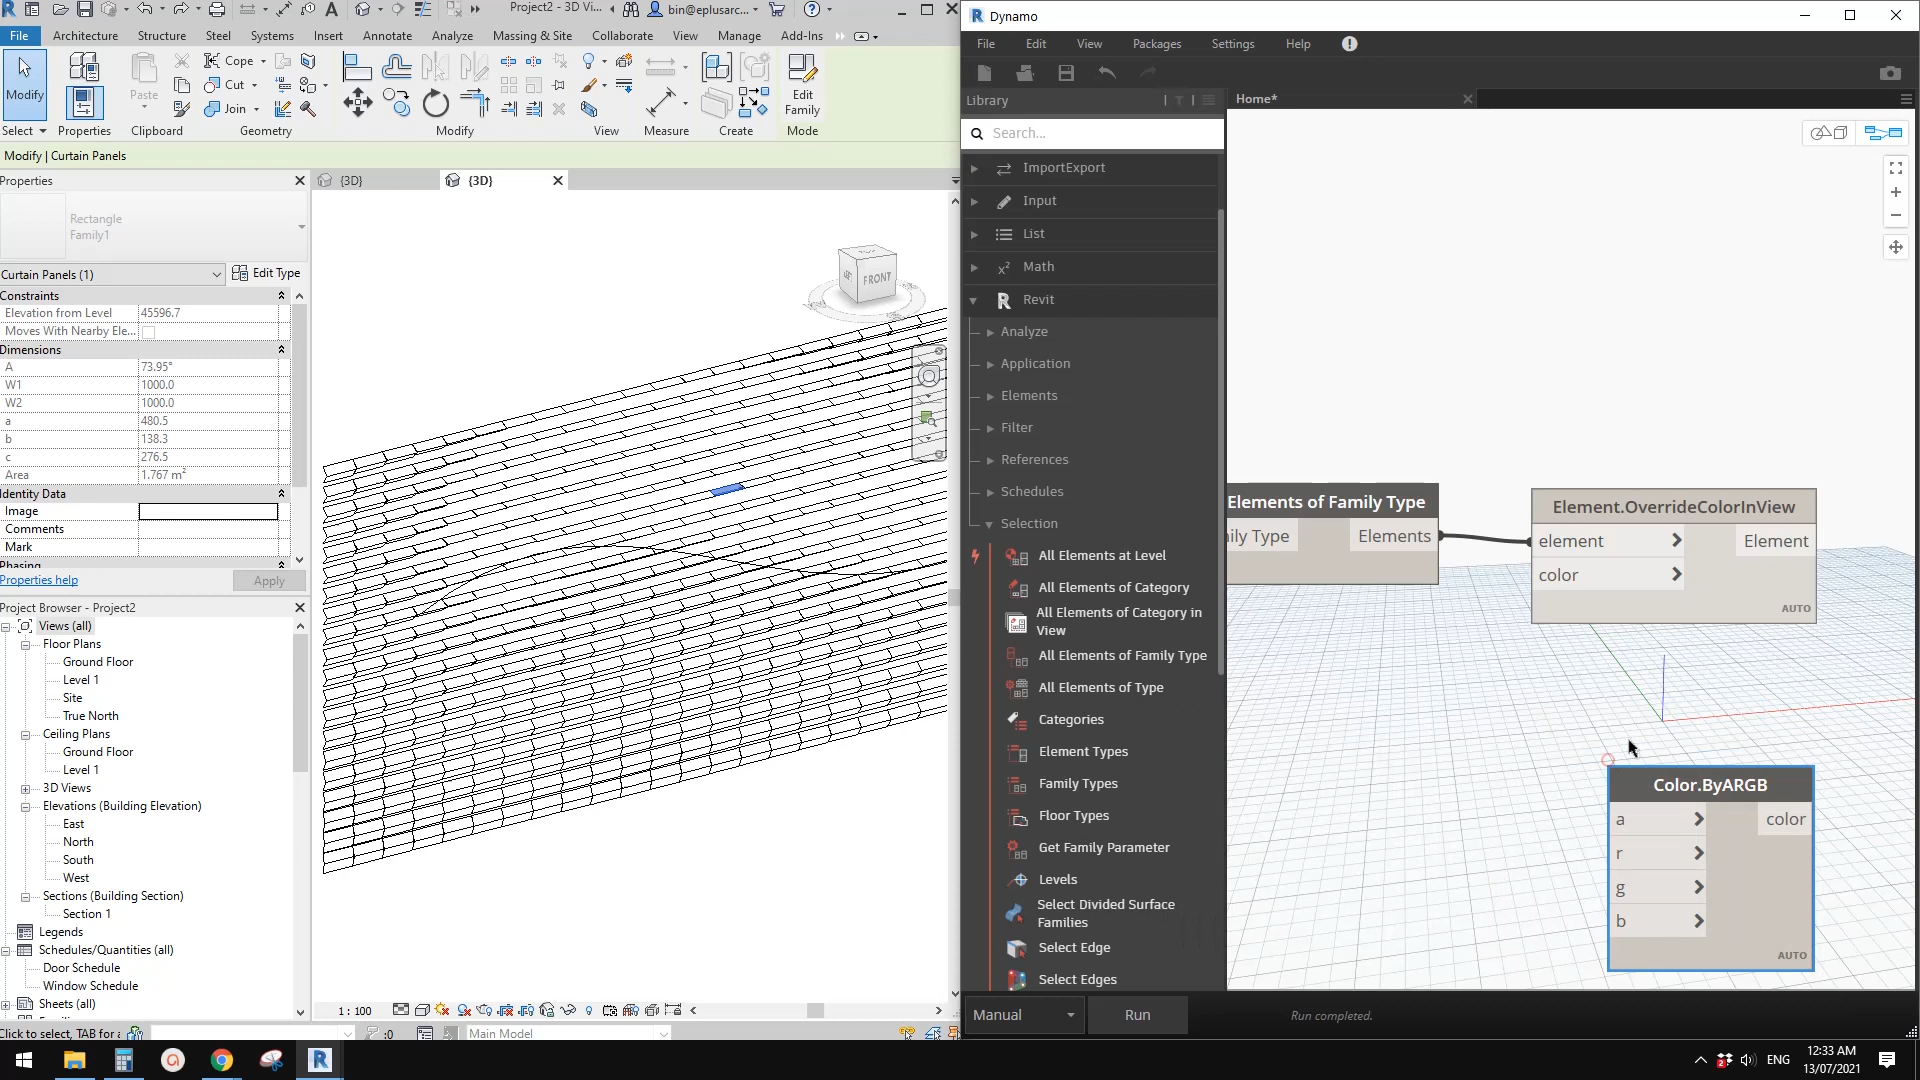 Project2 - 3D Vi...
bin@eplusarc...
File
Architecture
Structure
Steel
Systems
Insert
Annotate
Analyze
Massing & Site
Collaborate
View
Manage
Add-Ins
Modify
Paste
Cope
Cut
Join
Edit
Family
Select
Properties
Clipboard
Geometry
Modify
View
Measure
Create
Mode
Modify | Curtain Panels
Properties
Rectangle
Family1
Curtain Panels (1)
Edit Type
Constraints
Elevation from Level 45596.7
Moves With Nearby Ele...
Dimensions
A 73.95°
W1 1000.0
W2 1000.0
a 480.5
b 138.3
c 276.5
Area 1.767 m²
Identity Data
Image
Comments
Mark
Phasing
Properties help
Apply
Project Browser - Project2
Views (all)
Floor Plans
Ground Floor
Level 1
Site
True North
Ceiling Plans
Ground Floor
Level 1
3D Views
Elevations (Building Elevation)
East
North
South
West
Sections (Building Section)
Section 1
Legends
Schedules/Quantities (all)
Door Schedule
Window Schedule
Sheets (all)
Click to select, TAB for a
{3D}
{3D}
FRONT
1 : 100
:0
Main Model
Dynamo
File
Edit
View
Packages
Settings
Help
Library
Home*
Search...
ImportExport
Input
List
Math
Revit
Analyze
Application
Elements
Filter
References
Schedules
Selection
All Elements at Level
All Elements of Category
All Elements of Category in
View
All Elements of Family Type
All Elements of Type
Categories
Element Types
Family Types
Floor Types
Get Family Parameter
Levels
Select Divided Surface
Families
Select Edge
Select Edges
Elements of Family Type
ily Type
Elements
Element.OverrideColorInView
element
Element
color
AUTO
Color.ByARGB
a
color
r
g
b
AUTO
Manual
Run
Run completed.
ENG
12:33 AM
13/07/2021